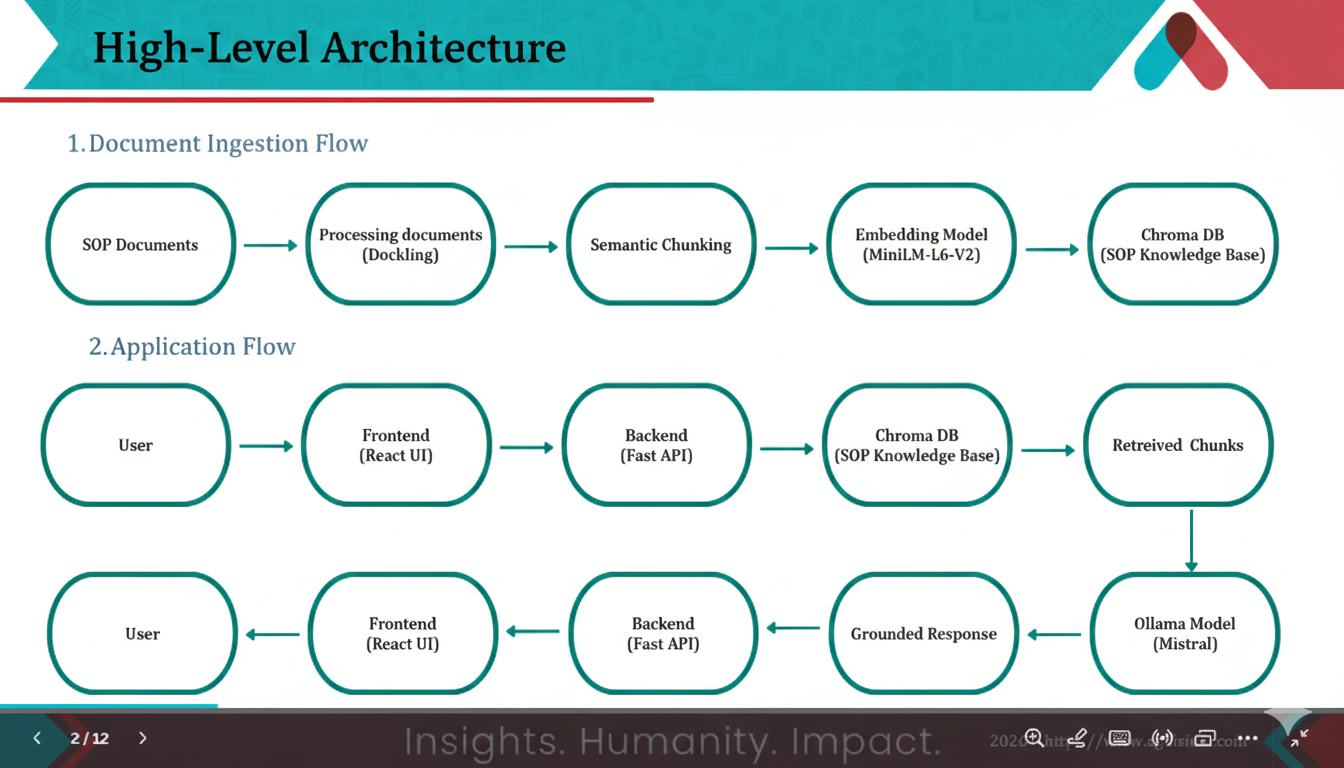 High-Level Architecture
1. Document Ingestion Flow
SOP Documents
Processing documents
(Dockling)
Semantic Chunking
Embedding Model
(MiniLM-L6-V2)
Chroma DB
(SOP Knowledge Base)
2. Application Flow
User
Frontend
(React UI)
Backend
(Fast API)
Chroma DB
(SOP Knowledge Base)
Retreived Chunks
User
Frontend
(React UI)
Backend
(Fast API)
Grounded Response
Ollama Model
(Mistral)
2 / 12
Insights. Humanity. Impact.